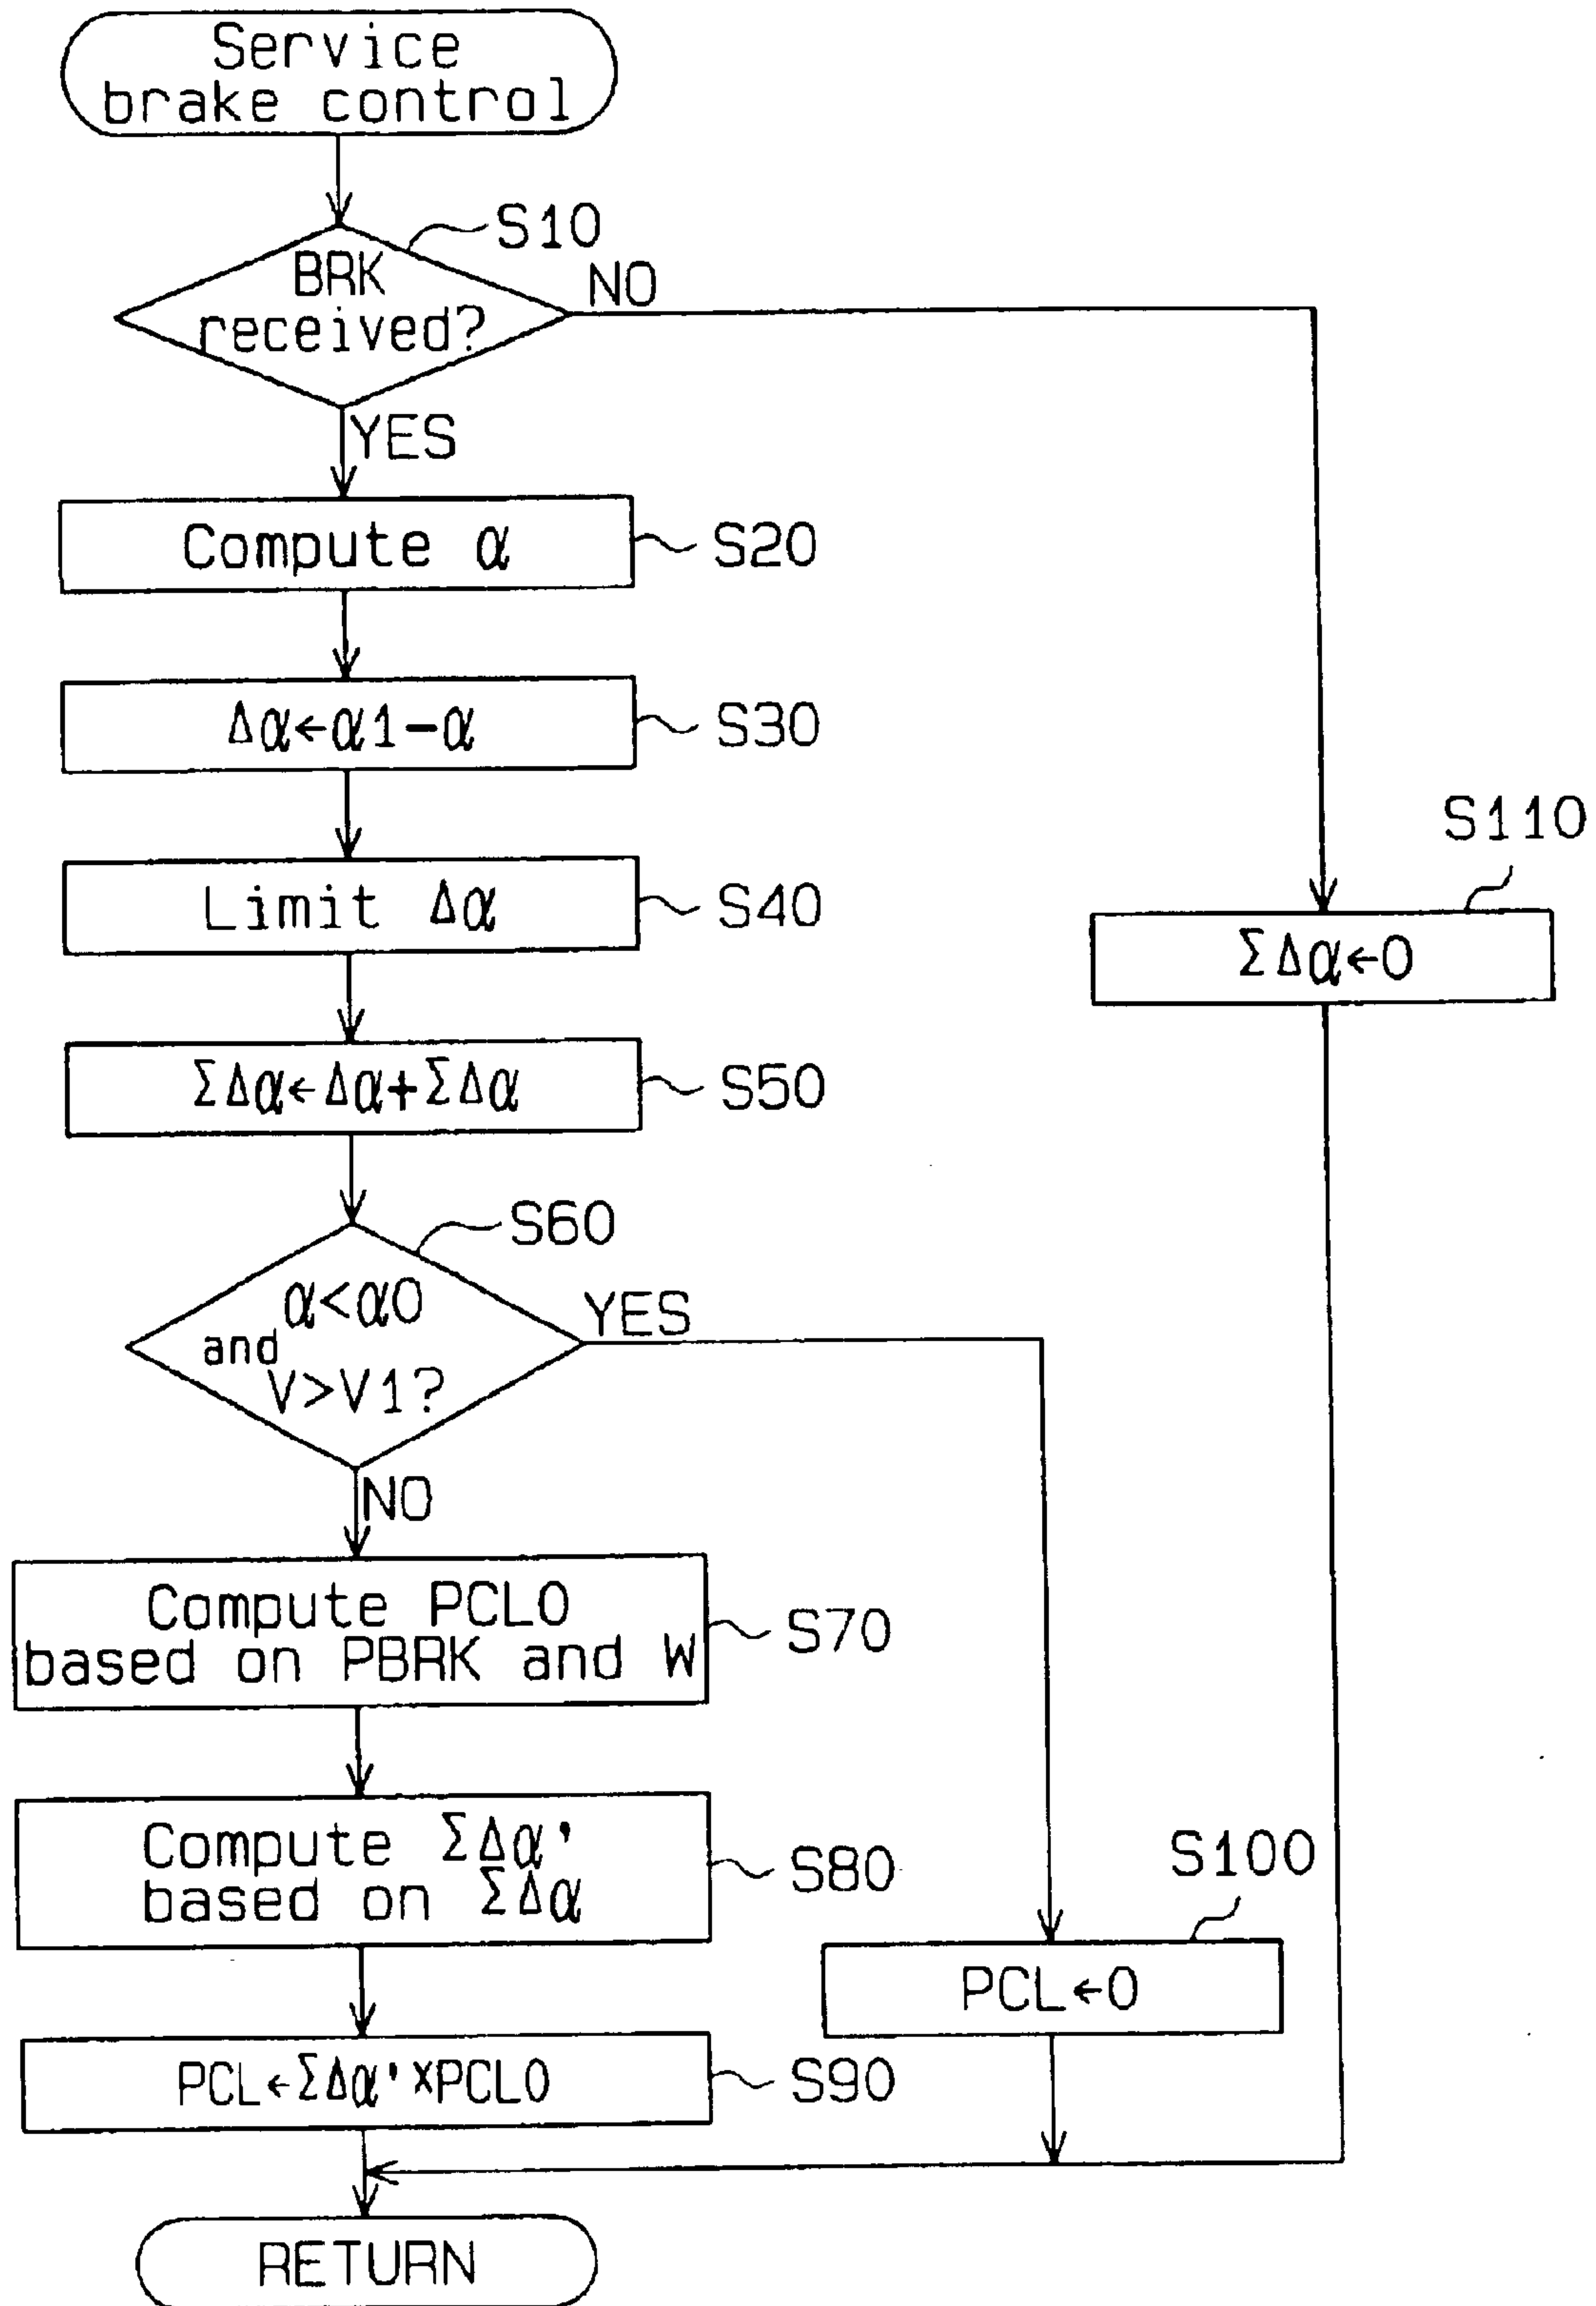 Service
brake control
S10
BRK
received?
NO
YES
Compute α
S20
Δα←α1-α
S30
S110
Limit Δα
S40
ΣΔα←0
ΣΔα←Δα+ΣΔα
S50
S60
α<α0
and
V>V1?
YES
NO
Compute PCL0
based on PBRK and W
S70
Compute ΣΔα'
based on ΣΔα
S80
S100
PCL←0
PCL←ΣΔα'×PCL0
S90
RETURN